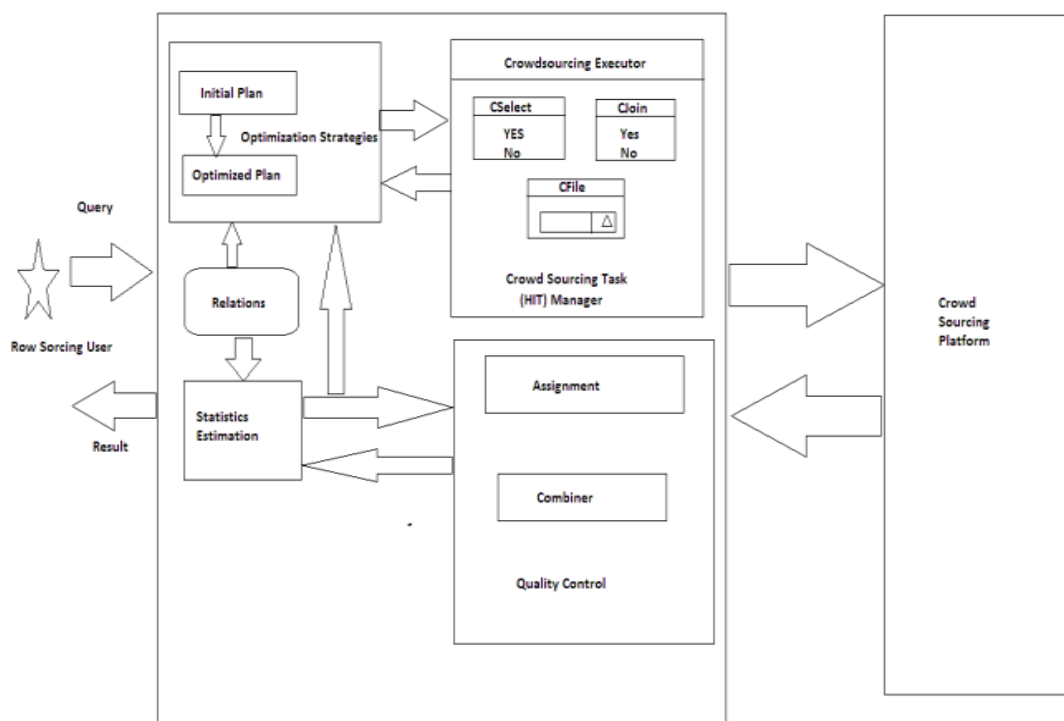 Query
Row Sorcing User
Result
Initial Plan
Optimization Strategies
Optimized Plan
Relations
Statistics
Estimation
Crowdsourcing Executor
CSelect
YES
No
CJoin
Yes
No
CFile
Crowd Sourcing Task
(HIT) Manager
Assignment
Combiner
Quality Control
Crowd
Sourcing
Platform